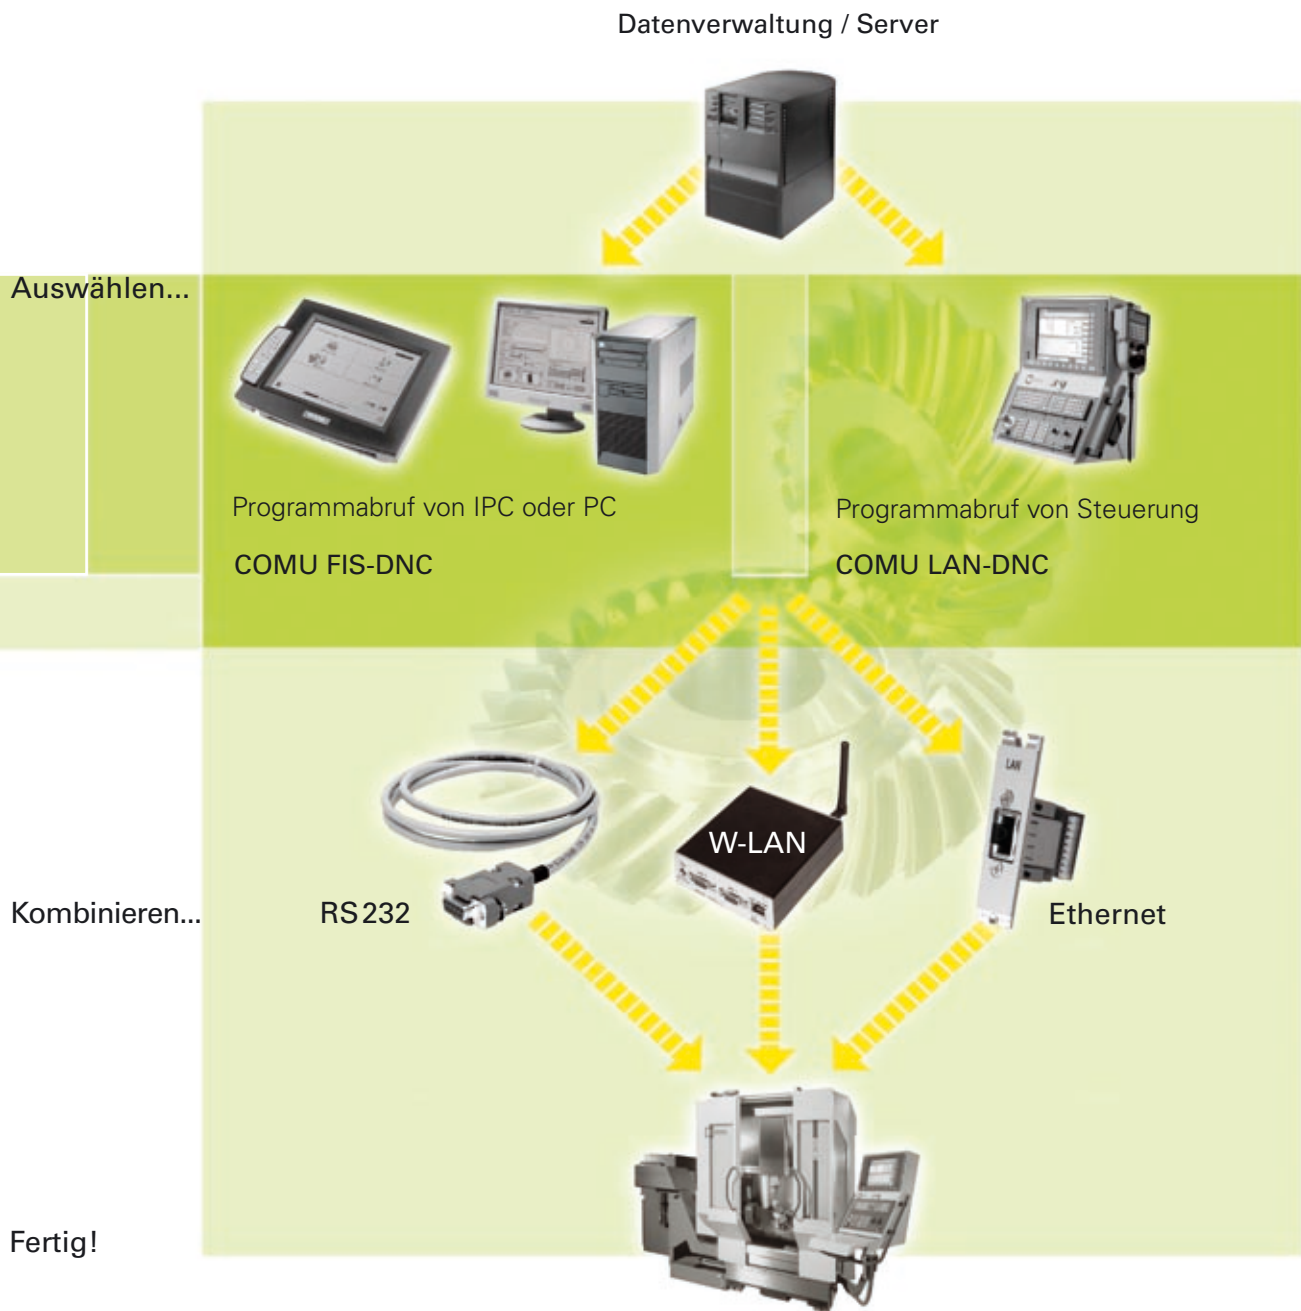 Datenverwaltung / Server
Auswählen...
Programmabruf von IPC oder PC
COMU FIS-DNC
Programmabruf von Steuerung
COMU LAN-DNC
LAN
W-LAN
Kombinieren...
RS232
Ethernet
Fertig!